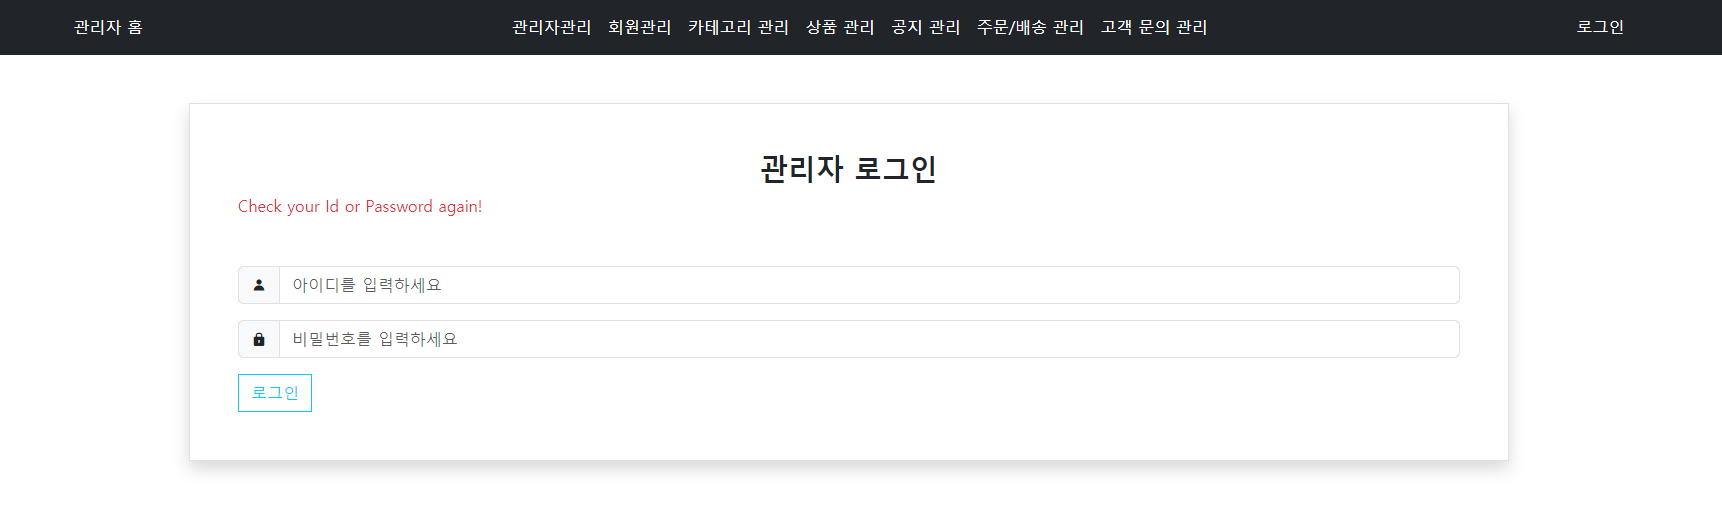 관리자 홈 관리자관리 회원관리 카테고리 관리 상품 관리 공지 관리 주문/배송 관리 고객 문의 관리 로그인
관리자 로그인
Check your Id or Password again!
아이디를 입력하세요
비밀번호를 입력하세요
로그인